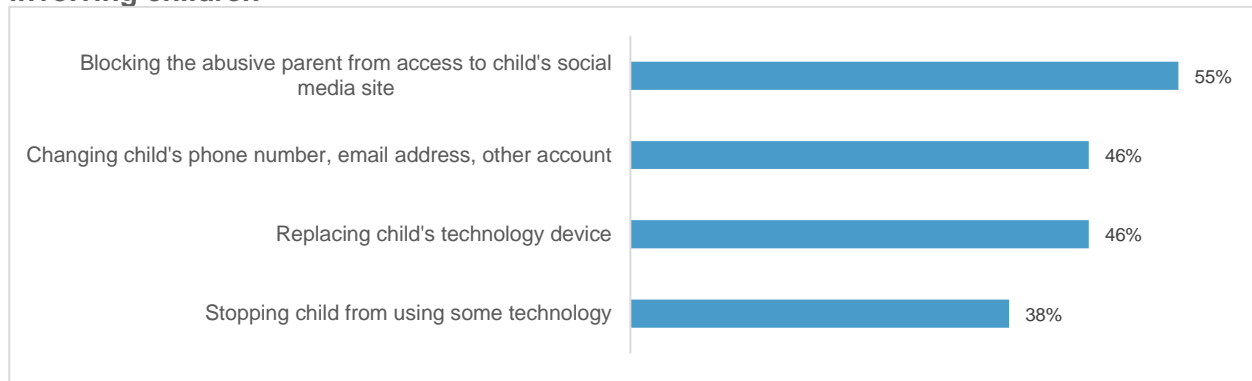 Blocking the abusive parent from access to child's social
media site
55%
Changing child's phone number, email address, other account
46%
Replacing child's technology device
46%
Stopping child from using some technology
38%